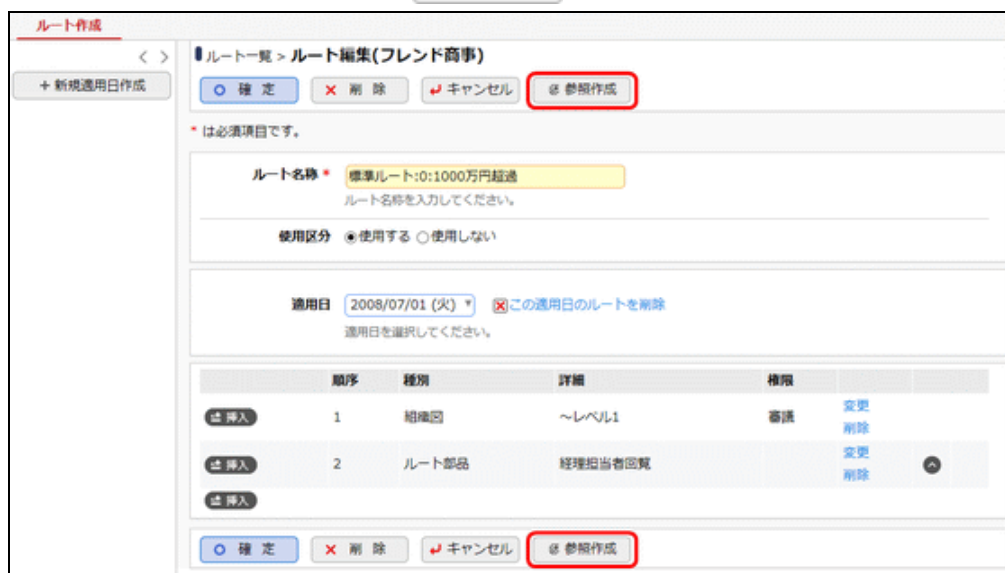 ルート作成
< >
+ 新規適用日作成
ルート一覧 > ルート編集(フレンド商事)
確 定 削 除 キャンセル 参照作成
* は必須項目です。
ルート名称 * 標準ルート:0:1000万円超過
ルート名称を入力してください。
使用区分 使用する 使用しない
適用日 2008/07/01 (火) この適用日のルートを削除
適用日を選択してください。
順序 種別 詳細 権限
挿入 1 組織図 ～レベル1 審議 変更
削除
挿入 2 ルート部品 経理担当者回覧 変更
削除
挿入
確 定 削 除 キャンセル 参照作成